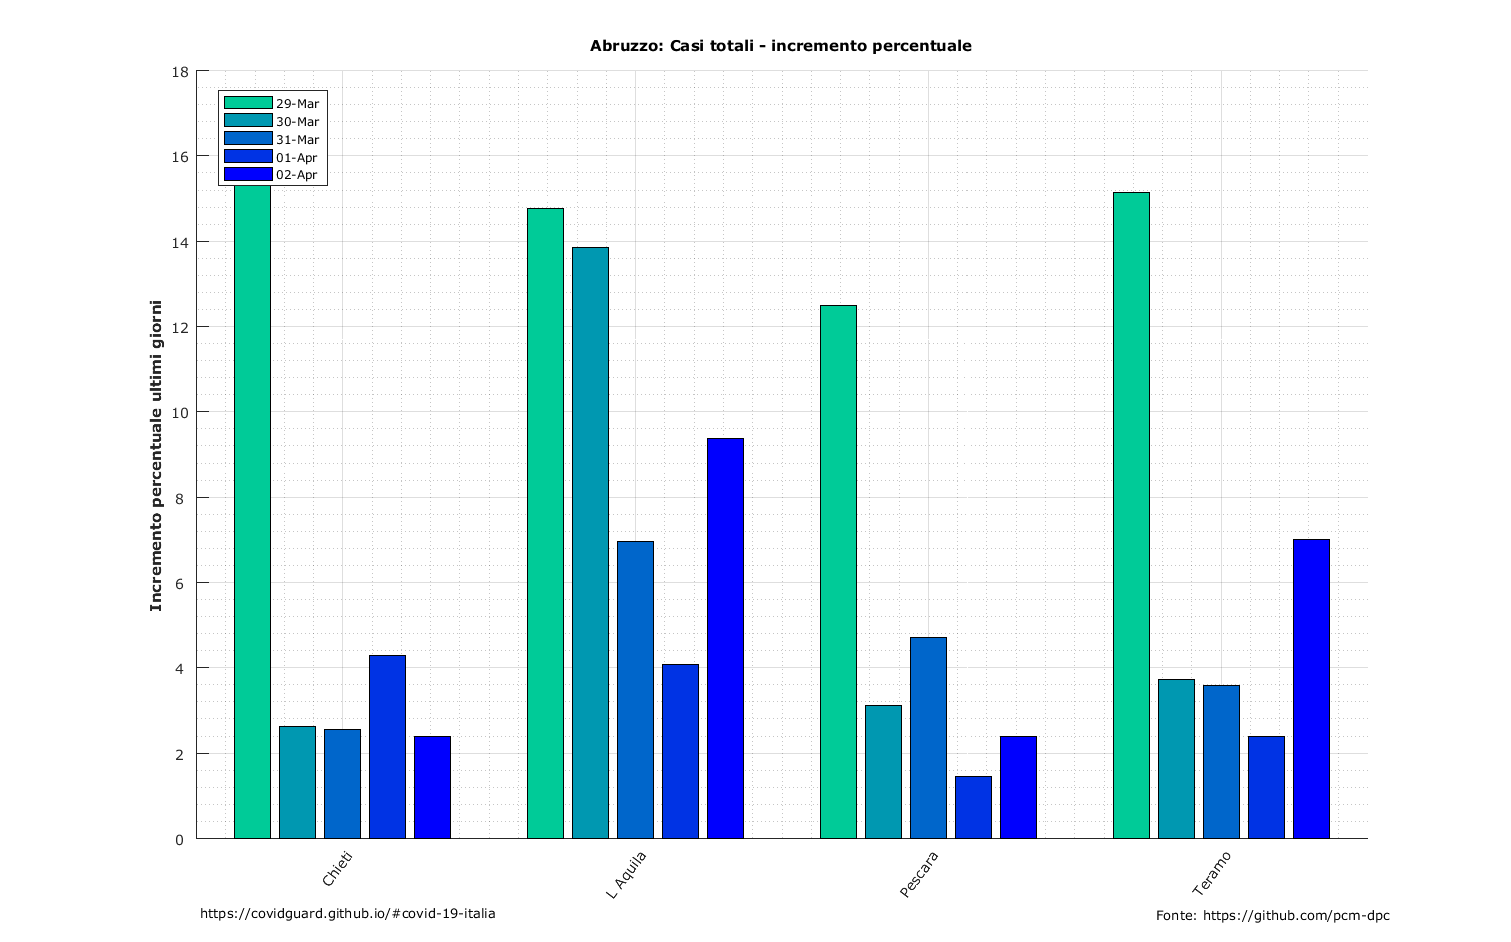 Abruzzo: Casi totali - incremento percentuale
18
16
14
12
10
8
6
4
2
0
Incremento percentuale ultimi giorni
29-Mar
30-Mar
31-Mar
01-Apr
02-Apr
Chieti
L Aquila
Pescara
Teramo
https://covidguard.github.io/#covid-19-italia
Fonte: https://github.com/pcm-dpc